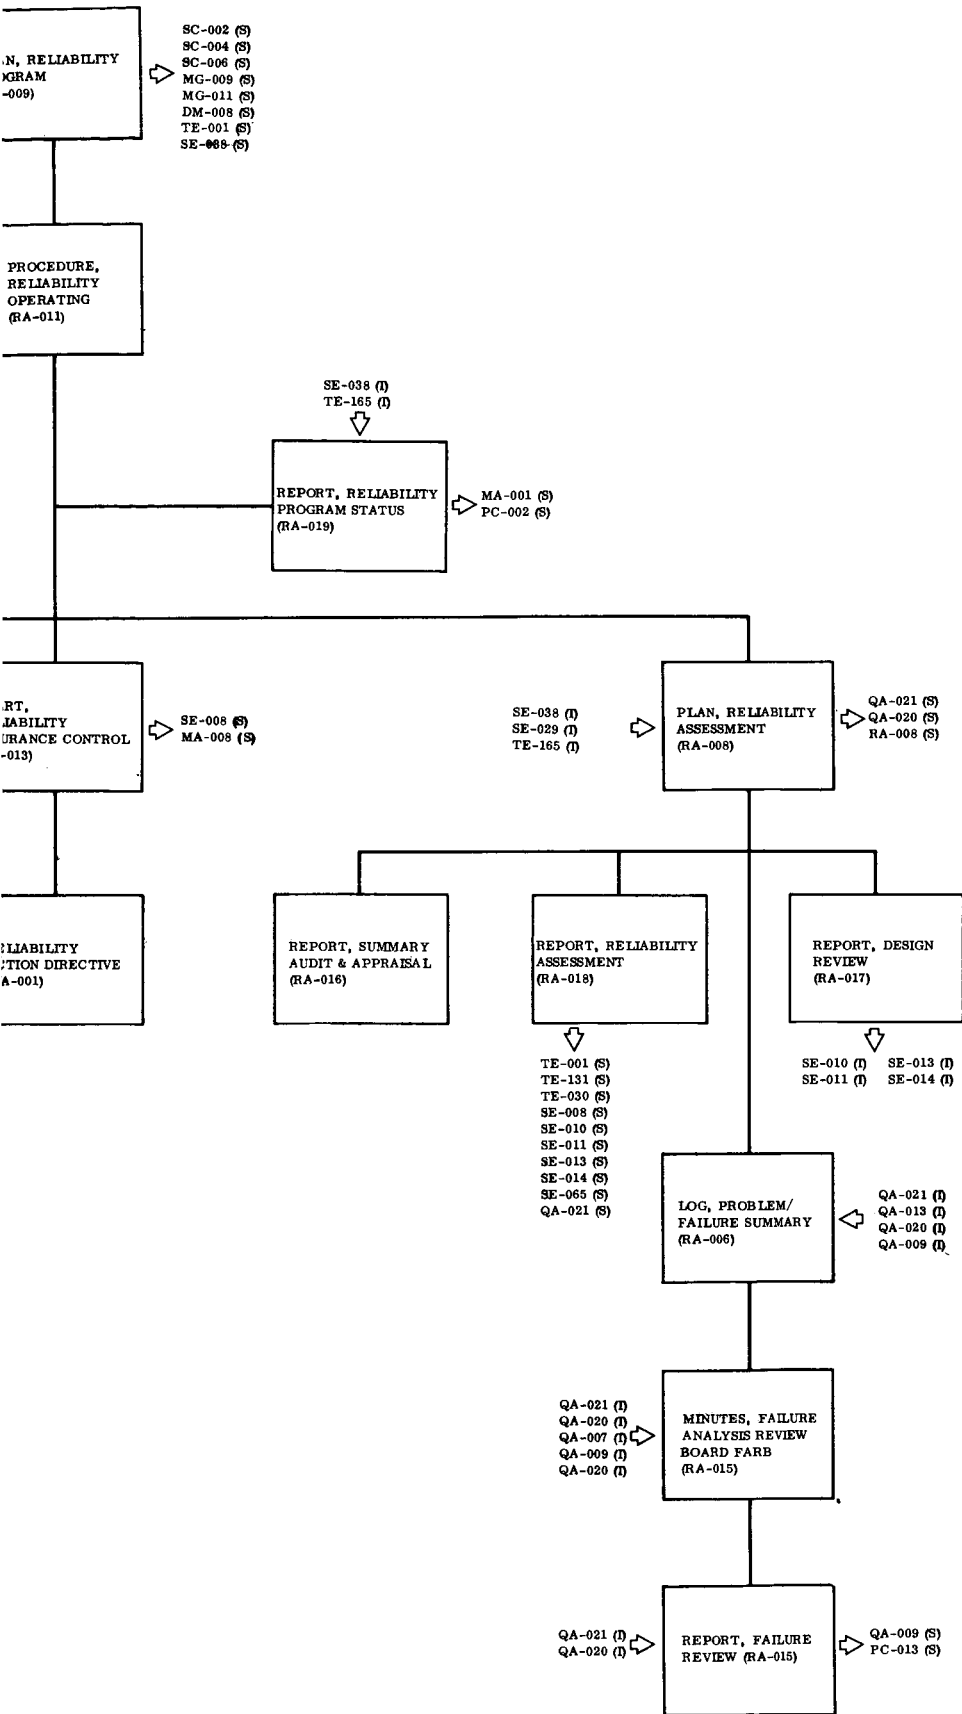 .N, RELIABILITY
OGRAM
-009)
SC-002 (S)
SC-004 (S)
SC-006 (S)
MG-009 (S)
MG-011 (S)
DM-008 (S)
TE-001 (S)
(S)
PROCEDURE,
RELIABILITY
OPERATING
(RA-011)
SE-038 (I)
TE-165 (I)
REPORT, RELIABILITY
PROGRAM STATUS
(RA-019)
MA-001 (S)
PC-002 (S)
RT,
IABILITY
URANCE CONTROL
-013)
SE-008 (S)
MA-008 (S)
SE-038 (I)
SE-029 (I)
TE-165 (I)
PLAN, RELIABILITY
ASSESSMENT
(RA-008)
QA-021 (S)
QA-020 (S)
RA-008 (S)
LIABILITY
TION DIRECTIVE
A-001)
REPORT, SUMMARY
AUDIT & APPRAISAL
(RA-016)
REPORT, RELIABILITY
ASSESSMENT
(RA-018)
REPORT, DESIGN
REVIEW
(RA-017)
TE-001 (S)
TE-131 (S)
TE-030 (S)
SE-008 (S)
SE-010 (S)
SE-011 (S)
SE-013 (S)
SE-014 (S)
SE-065 (S)
QA-021 (S)
SE-010 (I) SE-013 (I)
SE-011 (I) SE-014 (I)
LOG, PROBLEM/
FAILURE SUMMARY
(RA-006)
QA-021 (I)
QA-013 (I)
QA-020 (I)
QA-009 (I)
QA-021 (I)
QA-020 (I)
QA-007 (I)
QA-009 (I)
QA-020 (I)
MINUTES, FAILURE
ANALYSIS REVIEW
BOARD FARB
(RA-015)
QA-021 (I)
QA-020 (I)
REPORT, FAILURE
REVIEW (RA-015)
QA-009 (S)
PC-013 (S)